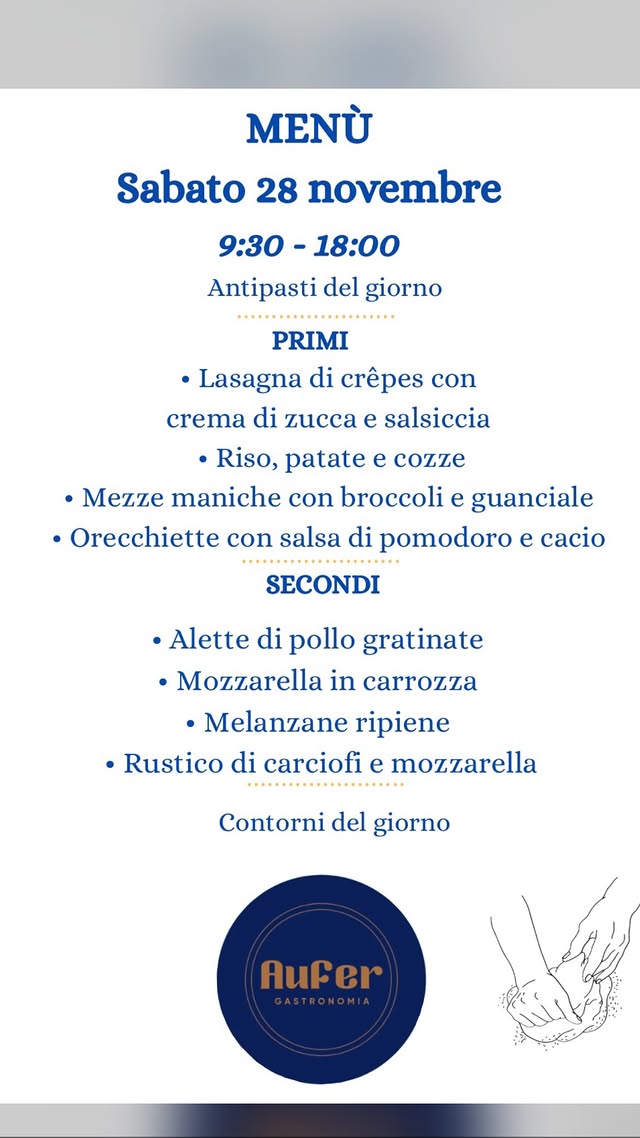 MENÙ
Sabato 28 novembre
9:30 - 18:00
Antipasti del giorno
PRIMI
• Lasagna di crêpes con
crema di zucca e salsiccia
• Riso, patate e cozze
• Mezze maniche con broccoli e guanciale
• Orecchiette con salsa di pomodoro e cacio
SECONDI
• Alette di pollo gratinate
• Mozzarella in carrozza
• Melanzane ripiene
• Rustico di carciofi e mozzarella
Contorni del giorno
AuFer
GASTRONOMIA